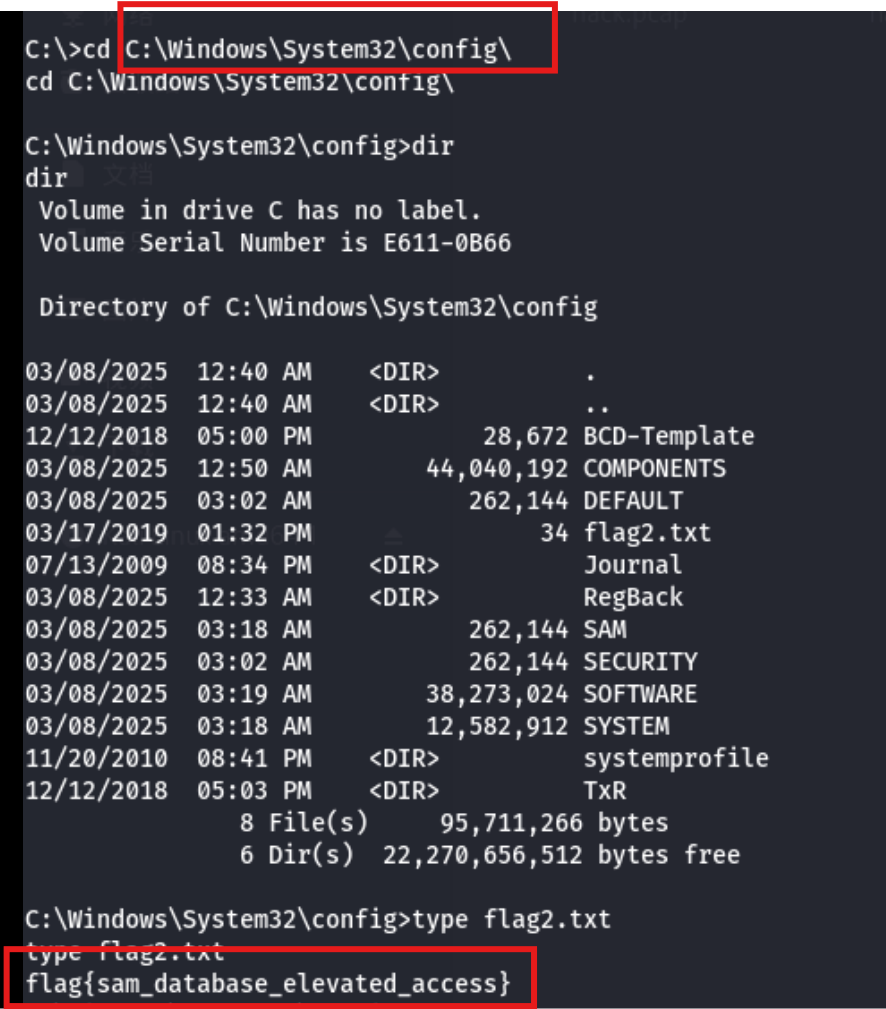 hack.pcap
C:\>cd C:\Windows\System32\config\
cd C:\Windows\System32\config\
C:\Windows\System32\config>dir
dir
文档
Volume in drive C has no label.
Volume Serial Number is E611-0B66
Directory of C:\Windows\System32\config
03/08/2025  12:40 AM    <DIR>          .
03/08/2025  12:40 AM    <DIR>          ..
12/12/2018  05:00 PM            28,672 BCD-Template
03/08/2025  12:50 AM        44,040,192 COMPONENTS
03/08/2025  03:02 AM           262,144 DEFAULT
03/17/2019  01:32 PM                34 flag2.txt
07/13/2009  08:34 PM    <DIR>          Journal
03/08/2025  12:33 AM    <DIR>          RegBack
03/08/2025  03:18 AM           262,144 SAM
03/08/2025  03:02 AM           262,144 SECURITY
03/08/2025  03:19 AM        38,273,024 SOFTWARE
03/08/2025  03:18 AM        12,582,912 SYSTEM
11/20/2010  08:41 PM    <DIR>          systemprofile
12/12/2018  05:03 PM    <DIR>          TxR
8 File(s)     95,711,266 bytes
6 Dir(s)  22,270,656,512 bytes free
C:\Windows\System32\config>type flag2.txt
type flag2.txt
flag{sam_database_elevated_access}